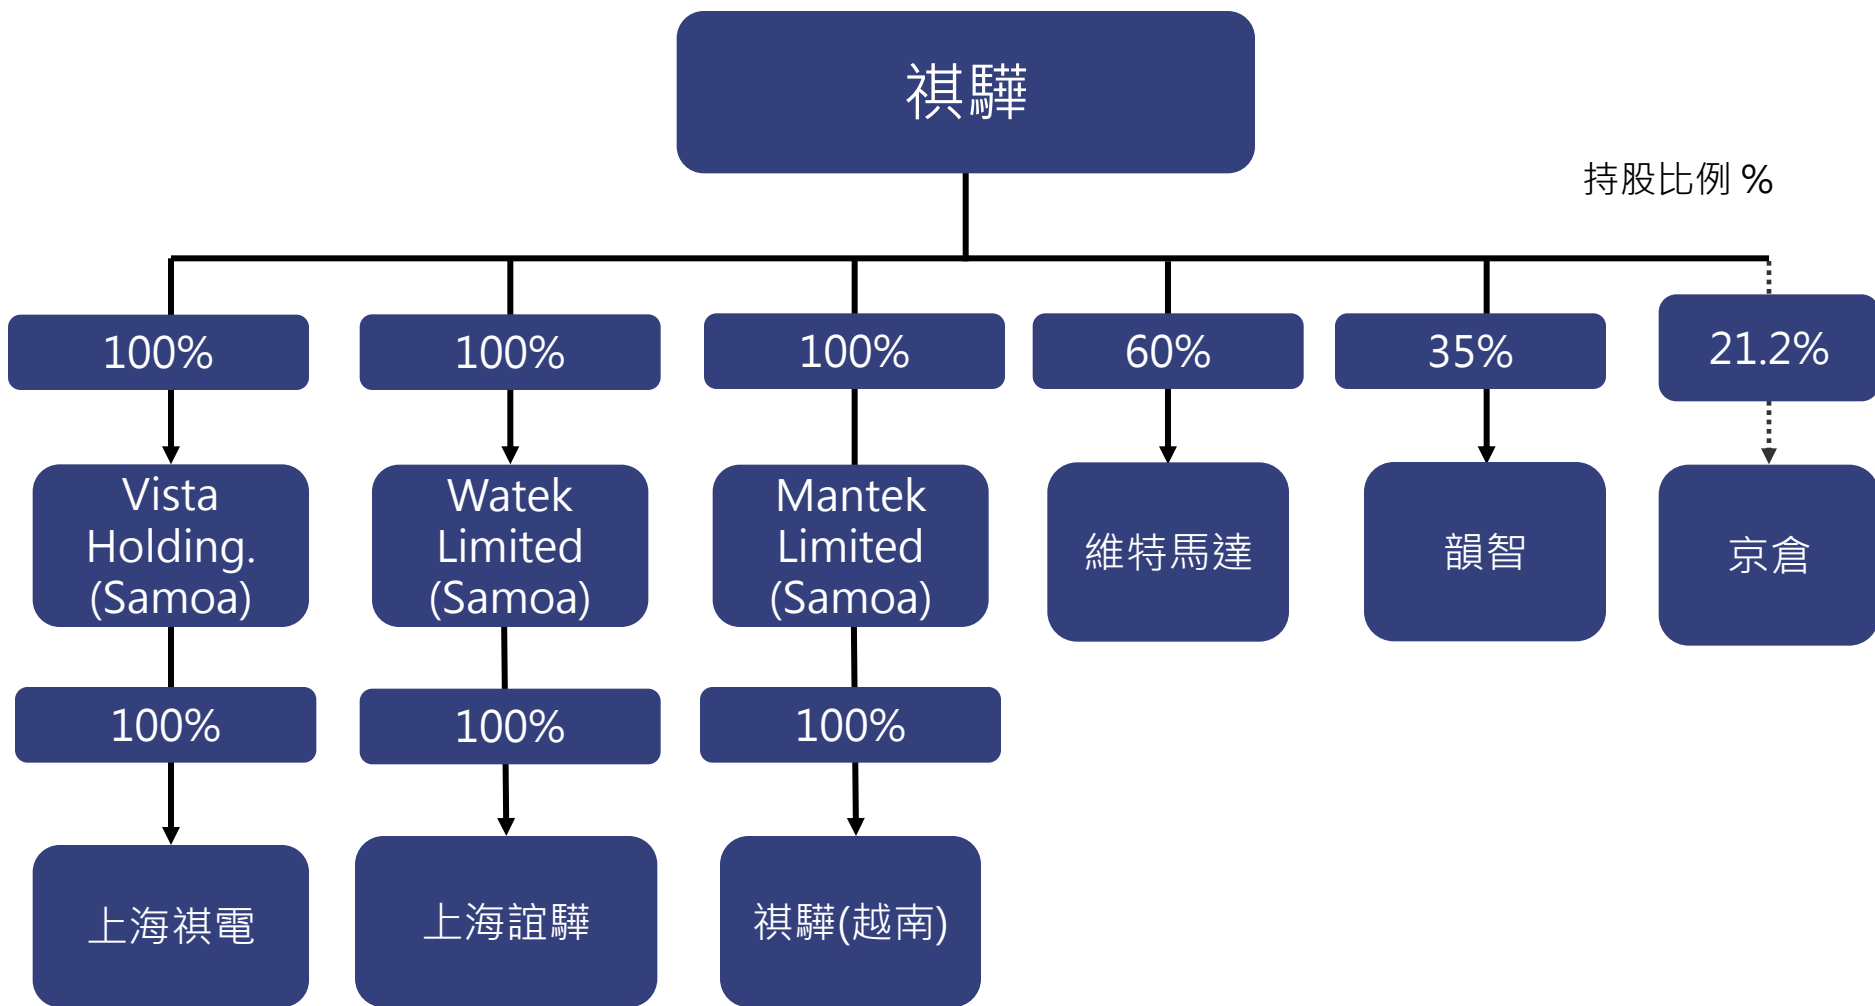 祺驊
持股比例 %
100%
100%
100%
60%
35%
21.2%
Vista
Holding.
(Samoa)
Watek
Limited
(Samoa)
Mantek
Limited
(Samoa)
維特馬達
韻智
京倉
100%
100%
100%
上海祺電
上海誼驊
祺驊(越南)